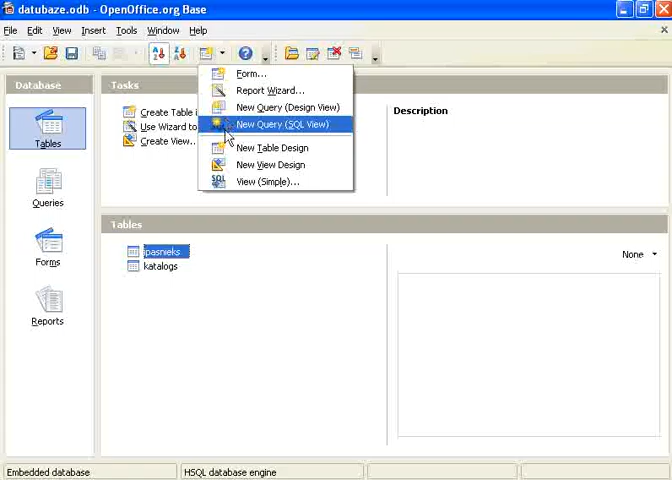 datubaze.odb - OpenOffice.org Base
File Edit View Insert Tools Window Help
Database
Tasks
Tables
Queries
Forms
Reports
Create Table i
Use Wizard to
Create View..
Form...
Report Wizard...
New Query (Design View)
New Query (SQL View)
New Table Design
New View Design
View (Simple)...
Description
Tables
ipasnieks
katalogs
None
Embedded database
HSQL database engine